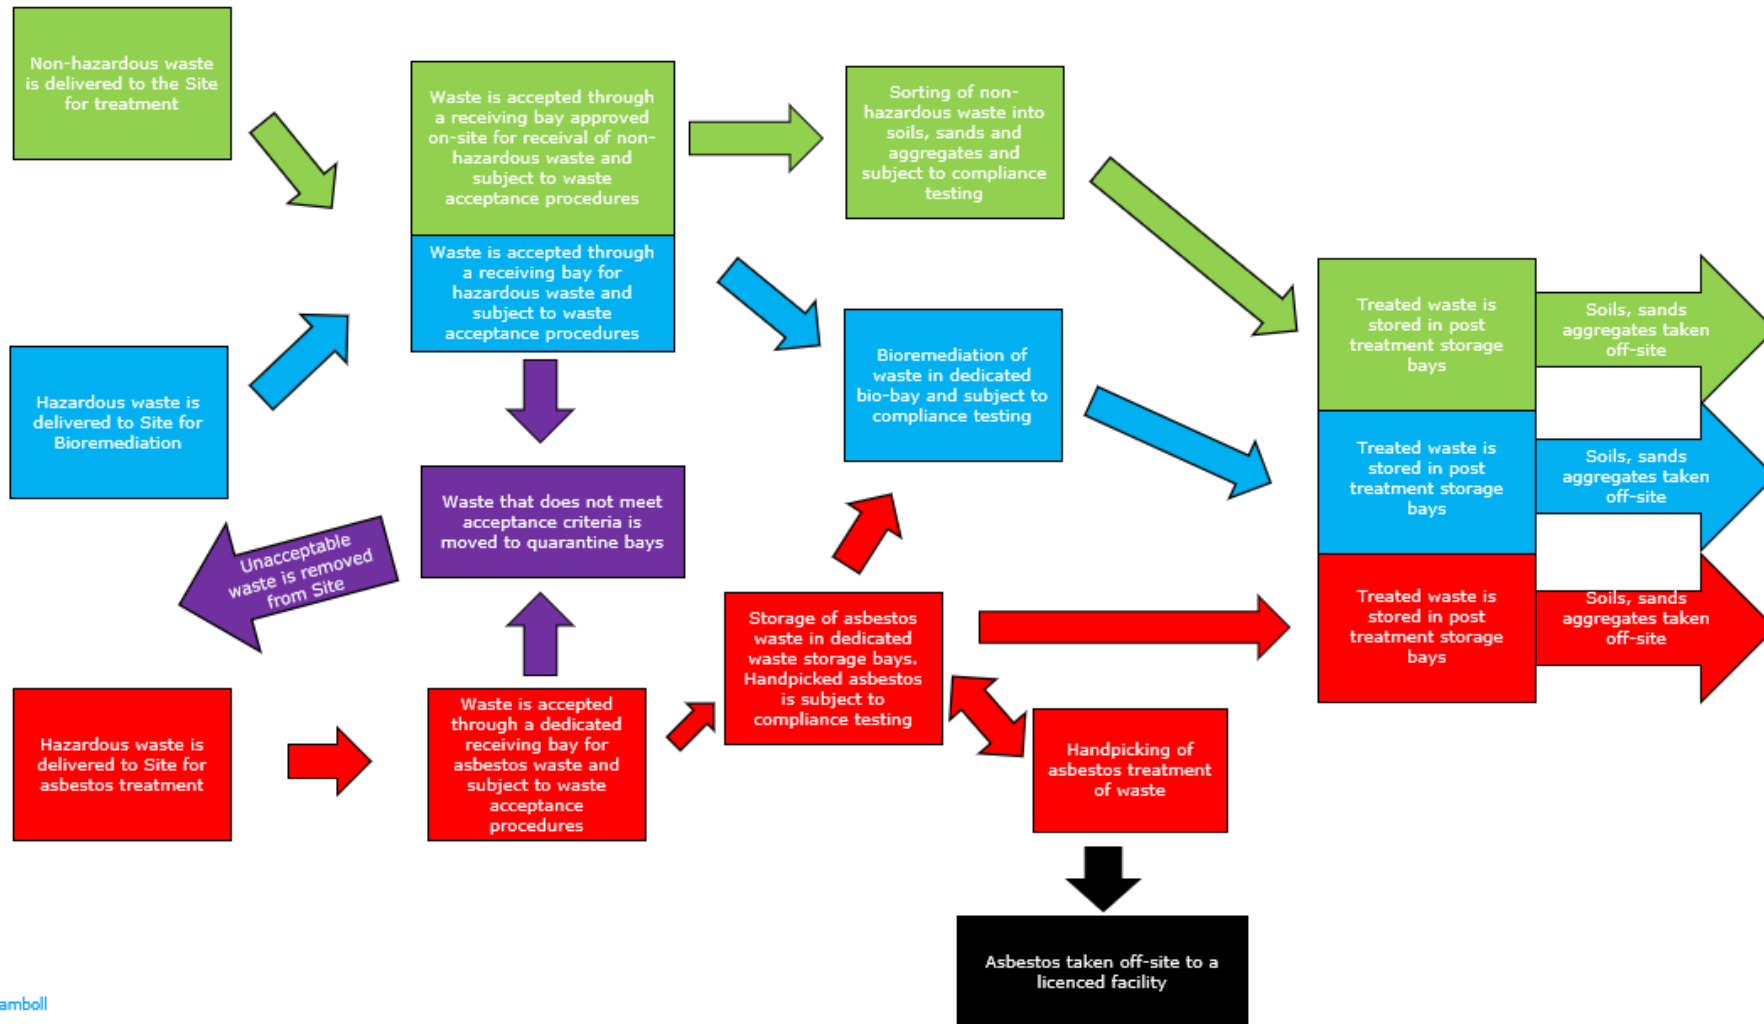 Non-hazardous waste
is delivered to the Site
for treatment
Waste is accepted through
a receiving bay approved
on-site for receival of non-
hazardous waste and
subject to waste
acceptance procedures
Sorting of non-
hazardous waste into
soils, sands and
aggregates and
subject to compliance
testing
Waste is accepted through
a receiving bay for
hazardous waste and
subject to waste
acceptance procedures
Hazardous waste is
delivered to Site for
Bioremediation
Bioremediation of
waste in dedicated
bio-bay and subject to
compliance testing
Treated waste is
stored in post
treatment storage
bays
Soils, sands
aggregates taken
off-site
Treated waste is
stored in post
treatment storage
bays
Soils, sands
aggregates taken
off-site
Waste that does not meet
acceptance criteria is
moved to quarantine bays
Unacceptable
waste is removed
from Site
Treated waste is
stored in post
treatment storage
bays
Soils, sands
aggregates taken
off-site
Storage of asbestos
waste in dedicated
waste storage bays.
Handpicked asbestos
is subject to
compliance testing
Hazardous waste is
delivered to Site for
asbestos treatment
Waste is accepted
through a dedicated
receiving bay for
asbestos waste and
subject to waste
acceptance
procedures
Handpicking of
asbestos treatment
of waste
Asbestos taken off-site to a
licenced facility
amboll